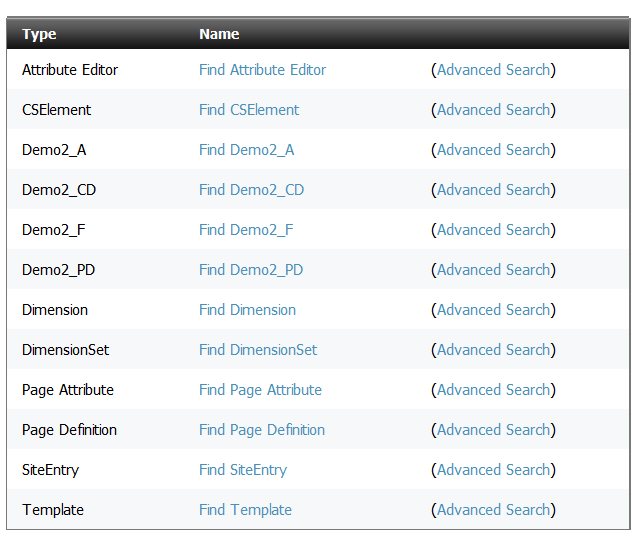 Type Name
Attribute Editor Find Attribute Editor (Advanced Search)
CSElement Find CSElement (Advanced Search)
Demo2_A Find Demo2_A (Advanced Search)
Demo2_CD Find Demo2_CD (Advanced Search)
Demo2_F Find Demo2_F (Advanced Search)
Demo2_PD Find Demo2_PD (Advanced Search)
Dimension Find Dimension (Advanced Search)
DimensionSet Find DimensionSet (Advanced Search)
Page Attribute Find Page Attribute (Advanced Search)
Page Definition Find Page Definition (Advanced Search)
SiteEntry Find SiteEntry (Advanced Search)
Template Find Template (Advanced Search)